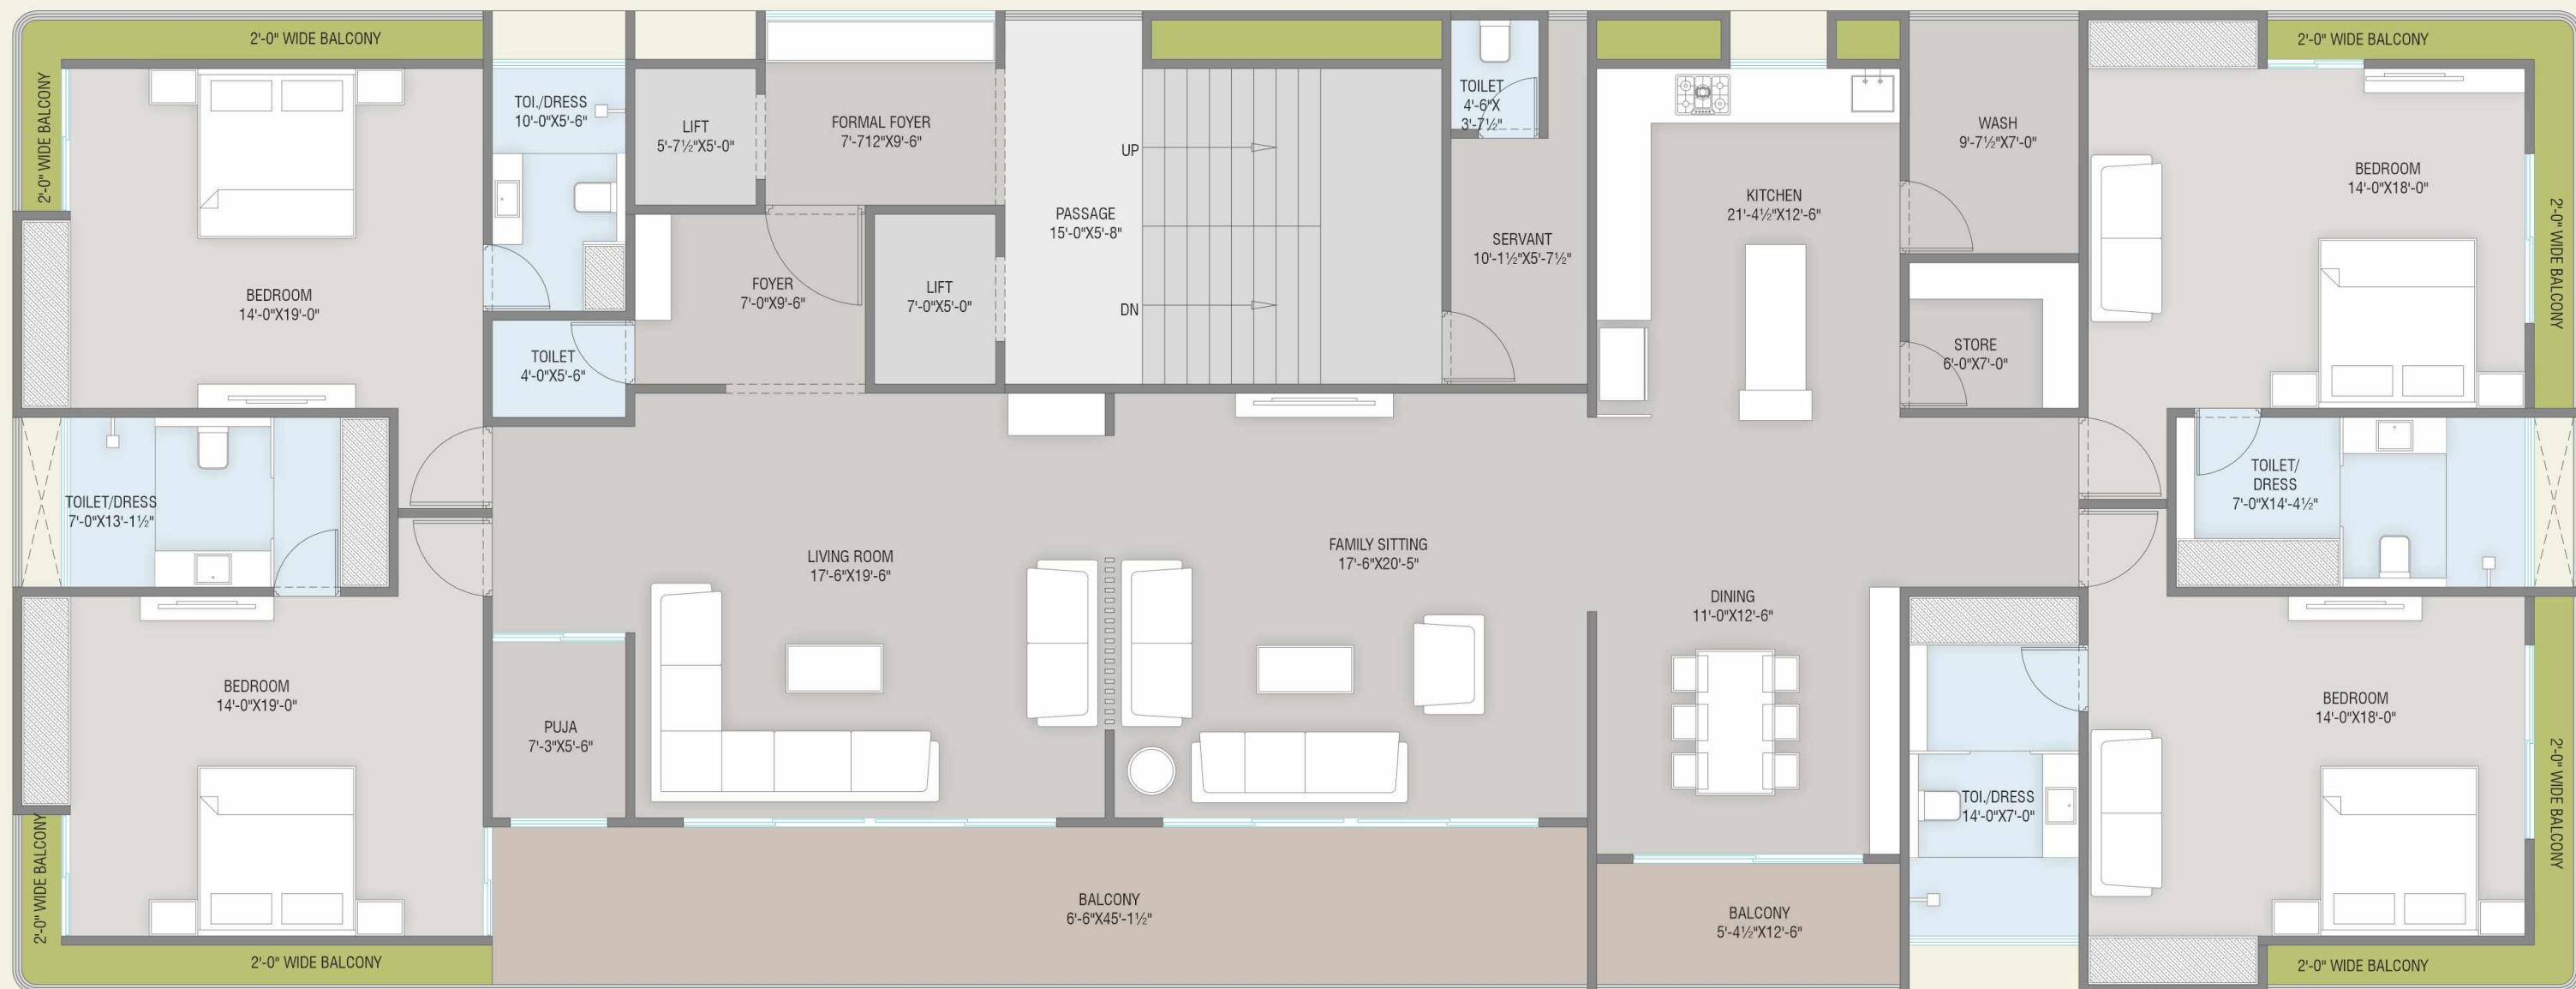 2'-0" WIDE BALCONY
2'-0" WIDE BALCONY
2'-0" WIDE BALCONY
TOI./DRESS
10'-0"X5'-6"
LIFT
5'-7½"X5'-0"
FORMAL FOYER
7'-712"X9'-6"
UP
PASSAGE
15'-0"X5'-8"
DN
TOILET
4'-6"X
3'-7½"
SERVANT
10'-1½"X5'-7½"
KITCHEN
21'-4½"X12'-6"
WASH
9'-7½"X7'-0"
BEDROOM
14'-0"X18'-0"
2'-0" WIDE BALCONY
2'-0" WIDE BALCONY
BEDROOM
14'-0"X19'-0"
FOYER
7'-0"X9'-6"
LIFT
7'-0"X5'-0"
TOILET
4'-0"X5'-6"
STORE
6'-0"X7'-0"
TOILET/DRESS
7'-0"X13'-1½"
LIVING ROOM
17'-6"X19'-6"
FAMILY SITTING
17'-6"X20'-5"
DINING
11'-0"X12'-6"
TOILET/
DRESS
7'-0"X14'-4½"
BEDROOM
14'-0"X19'-0"
PUJA
7'-3"X5'-6"
TOI./DRESS
14'-0"X7'-0"
BEDROOM
14'-0"X18'-0"
2'-0" WIDE BALCONY
2'-0" WIDE BALCONY
2'-0" WIDE BALCONY
BALCONY
6'-6"X45'-1½"
BALCONY
5'-4½"X12'-6"
2'-0" WIDE BALCONY